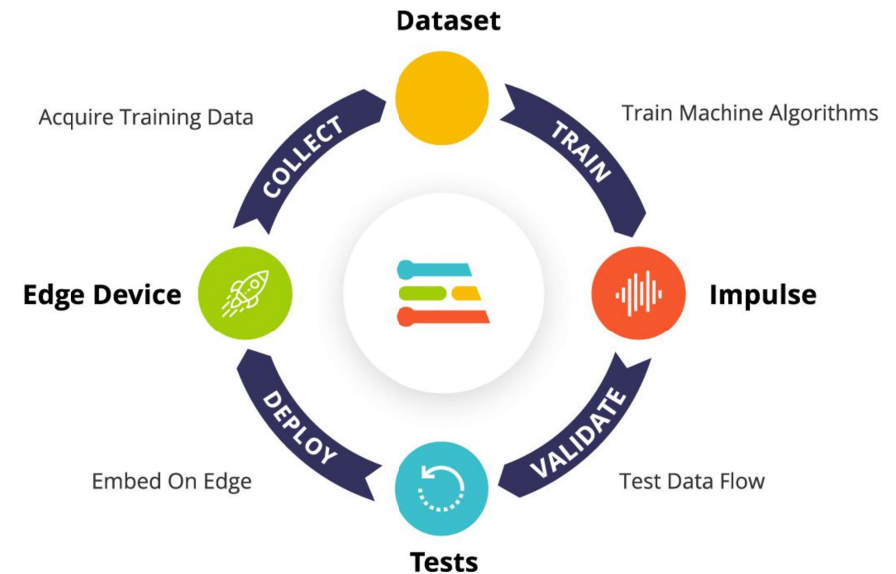 Dataset
Acquire Training Data
Train Machine Algorithms
COLLECT
TRAIN
Edge Device
Impulse
DEPLOY
VALIDATE
Embed On Edge
Test Data Flow
Tests